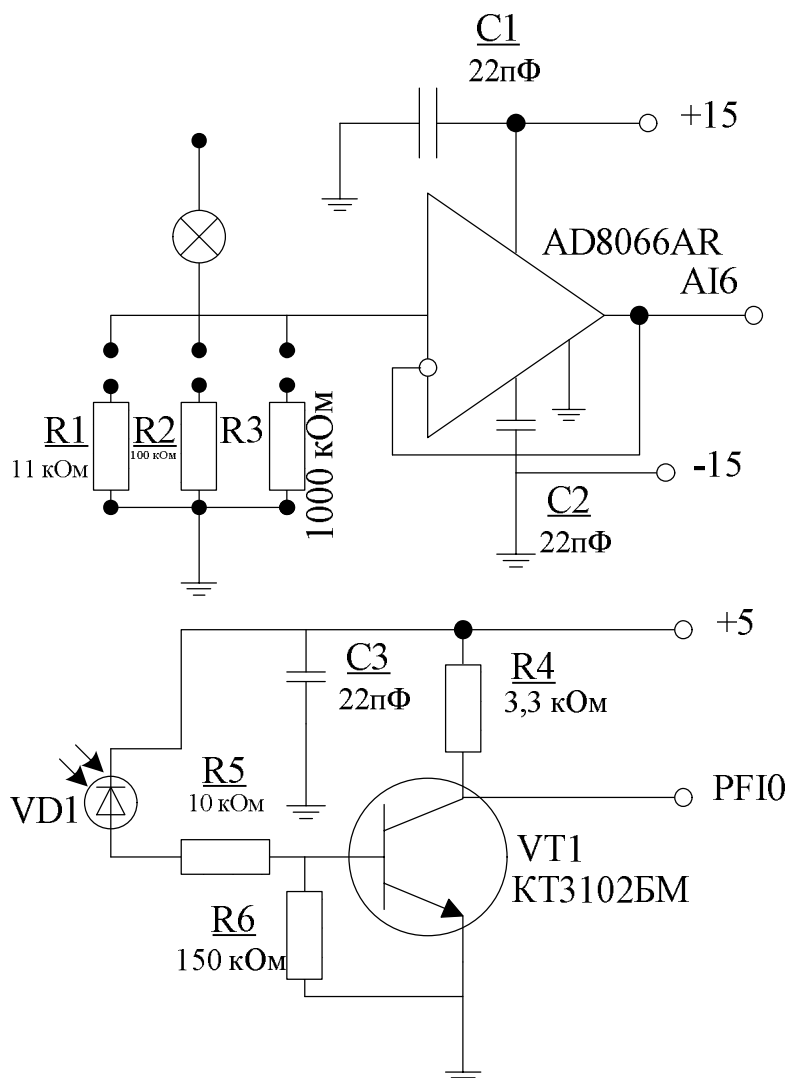 C1
22пФ
+15
AD8066AR
AI6
R1
11 кОм
R2
100 кОм
R3
1000 кОм
-15
C2
22пФ
+5
C3
22пФ
R4
3,3 кОм
R5
10 кОм
VD1
PFI0
VT1
КТ3102БМ
R6
150 кОм